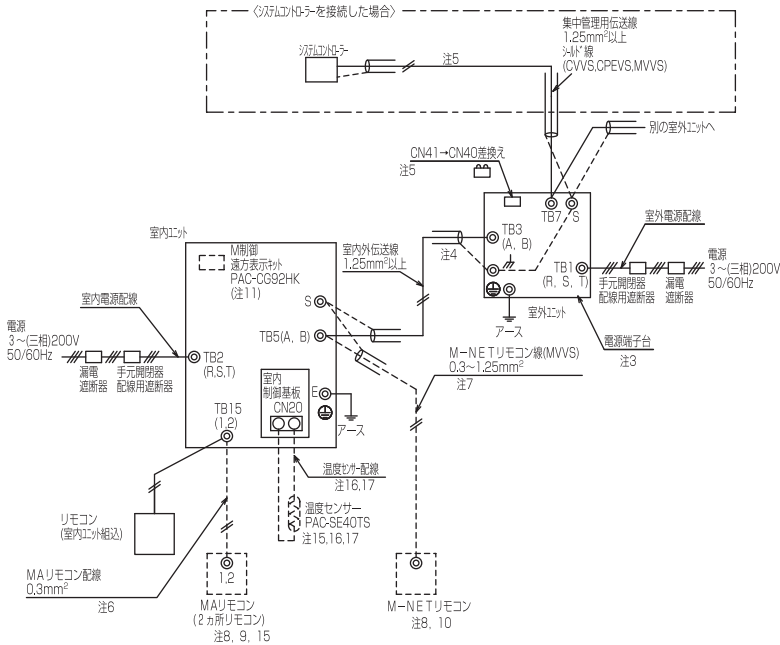 〈システムコントローラーを接続した場合〉
システムコントローラー
注5
集中管理用伝送線
1.25mm²以上
シールド線
(CVVS,CPEVS,MVVS)
別の室外ユニットへ
CN41→CN40差換え
注5
TB7
S
TB3
(A, B)
注4
室外電源配線
電源
3～(三相)200V
50/60Hz
TB1
(R, S, T)
手元開閉器
配線用遮断器
漏電
遮断器
室外ユニット
アース
電源端子台
注3
室内ユニット
M制御
遠方表示キット
PAC-CG92HK
(注11)
室内外伝送線
1.25mm²以上
室内電源配線
電源
3～(三相)200V
50/60Hz
漏電
遮断器
手元開閉器
配線用遮断器
S
TB5(A, B)
TB2
(R,S,T)
M-NETリモコン線(MVVS)
0.3～1.25mm²
注7
室内
制御基板
CN20
E
アース
TB15
(1,2)
温度センサー配線
注16,17
温度センサー
PAC-SE40TS
注15,16,17
リモコン
(室内ユニット組込)
MAリモコン配線
0.3mm²
注6
1,2
MAリモコン
(2ヵ所リモコン)
注8, 9, 15
M-NETリモコン
注8, 10